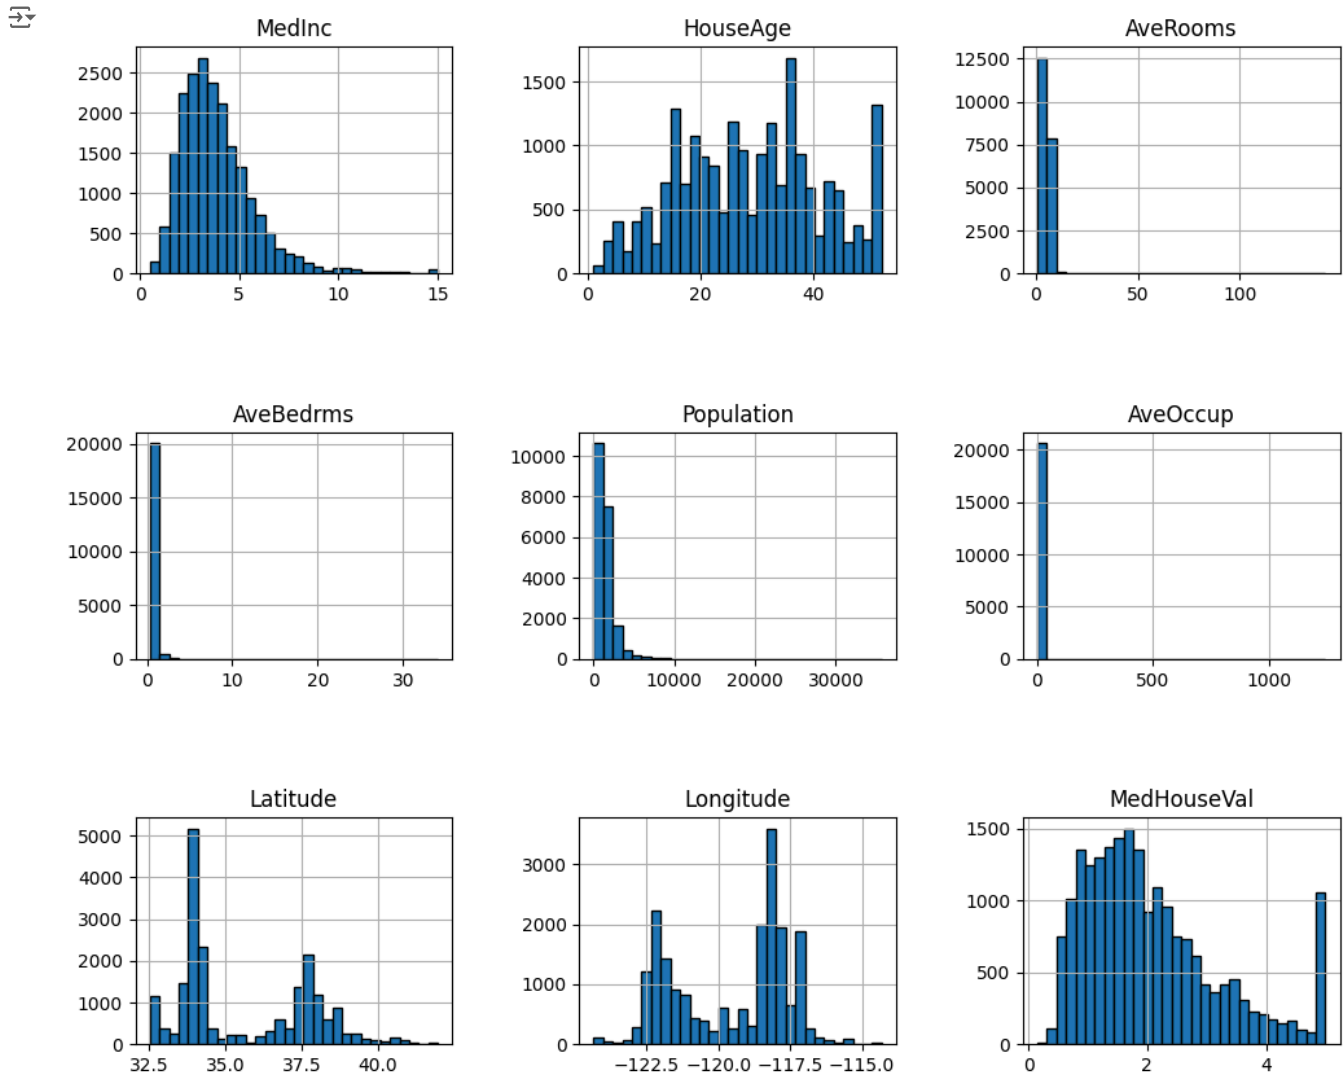 MedInc HouseAge AveRooms
2500 2000 1500 1000 500 0
0 5 10 15
1500 1000 500 0
0 20 40
12500 10000 7500 5000 2500 0
0 50 100
AveBedrms Population AveOccup
20000 15000 10000 5000 0
0 10 20 30
10000 8000 6000 4000 2000 0
0 10000 20000 30000
20000 15000 10000 5000 0
0 500 1000
Latitude Longitude MedHouseVal
5000 4000 3000 2000 1000 0
32.5 35.0 37.5 40.0
3000 2000 1000 0
−122.5 −120.0 −117.5 −115.0
1500 1000 500 0
0 2 4